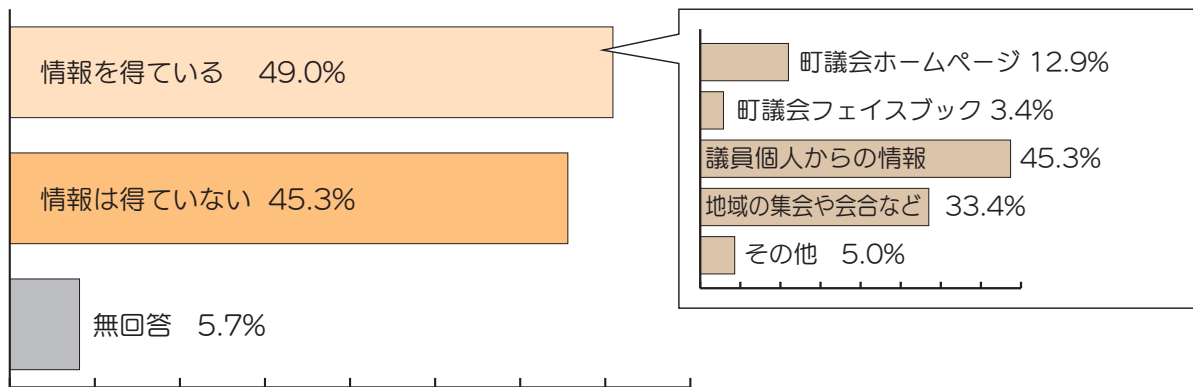 情報を得ている 49.0%
情報は得ていない 45.3%
無回答 5.7%
町議会ホームページ 12.9%
町議会フェイスブック 3.4%
議員個人からの情報 45.3%
地域の集会や会合など 33.4%
その他 5.0%